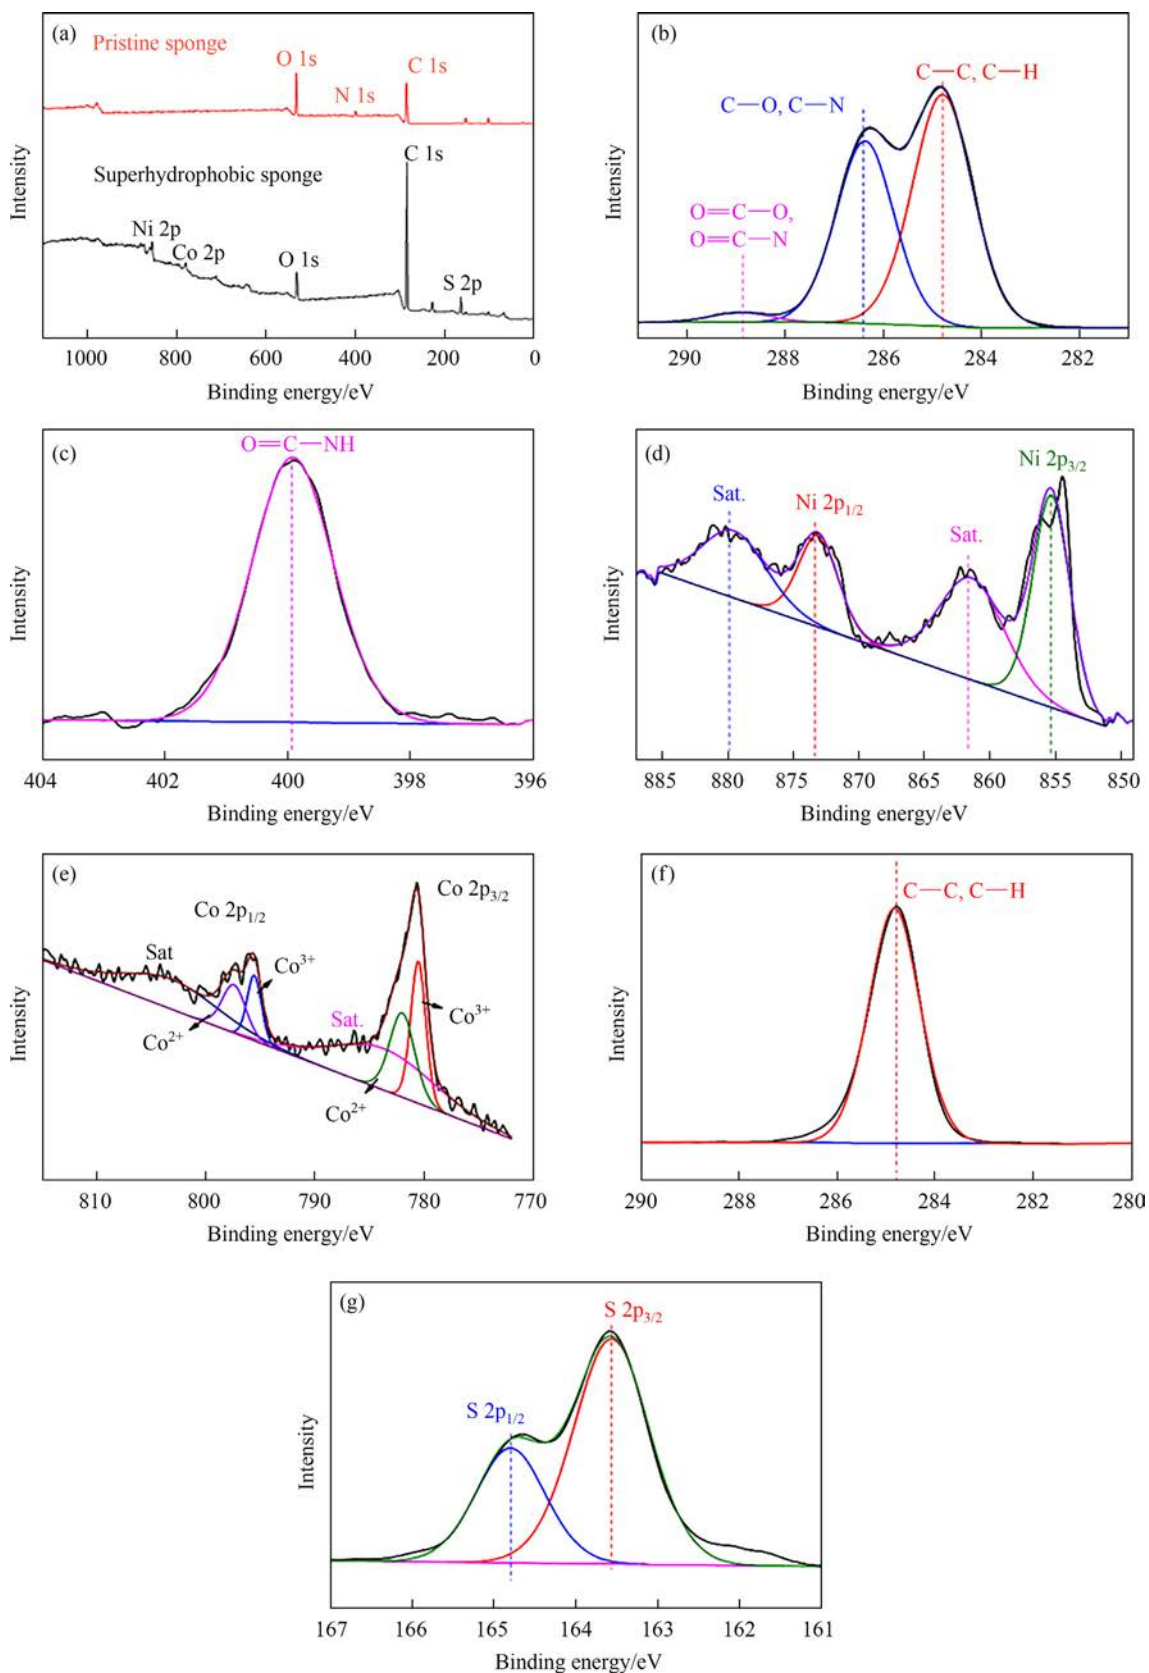 (a)
Pristine sponge
O 1s
C 1s
N 1s
C 1s
Superhydrophobic sponge
Ni 2p
Co 2p
O 1s
S 2p
1000 800 600 400 200 0
Binding energy/eV
Intensity
(b)
C—C, C—H
C—O, C—N
O=C—O,
O=C—N
290 288 286 284 282
Binding energy/eV
Intensity
(c)
O=C—NH
404 402 400 398 396
Binding energy/eV
Intensity
(d)
Ni 2p3/2
Sat.
Ni 2p1/2
Sat.
885 880 875 870 865 860 855 850
Binding energy/eV
Intensity
(e)
Co 2p3/2
Co 2p1/2
Sat
Co3+
Co3+
Sat.
Co2+
Co2+
810 800 790 780 770
Binding energy/eV
Intensity
(f)
C—C, C—H
290 288 286 284 282 280
Binding energy/eV
Intensity
(g)
S 2p3/2
S 2p1/2
167 166 165 164 163 162 161
Binding energy/eV
Intensity